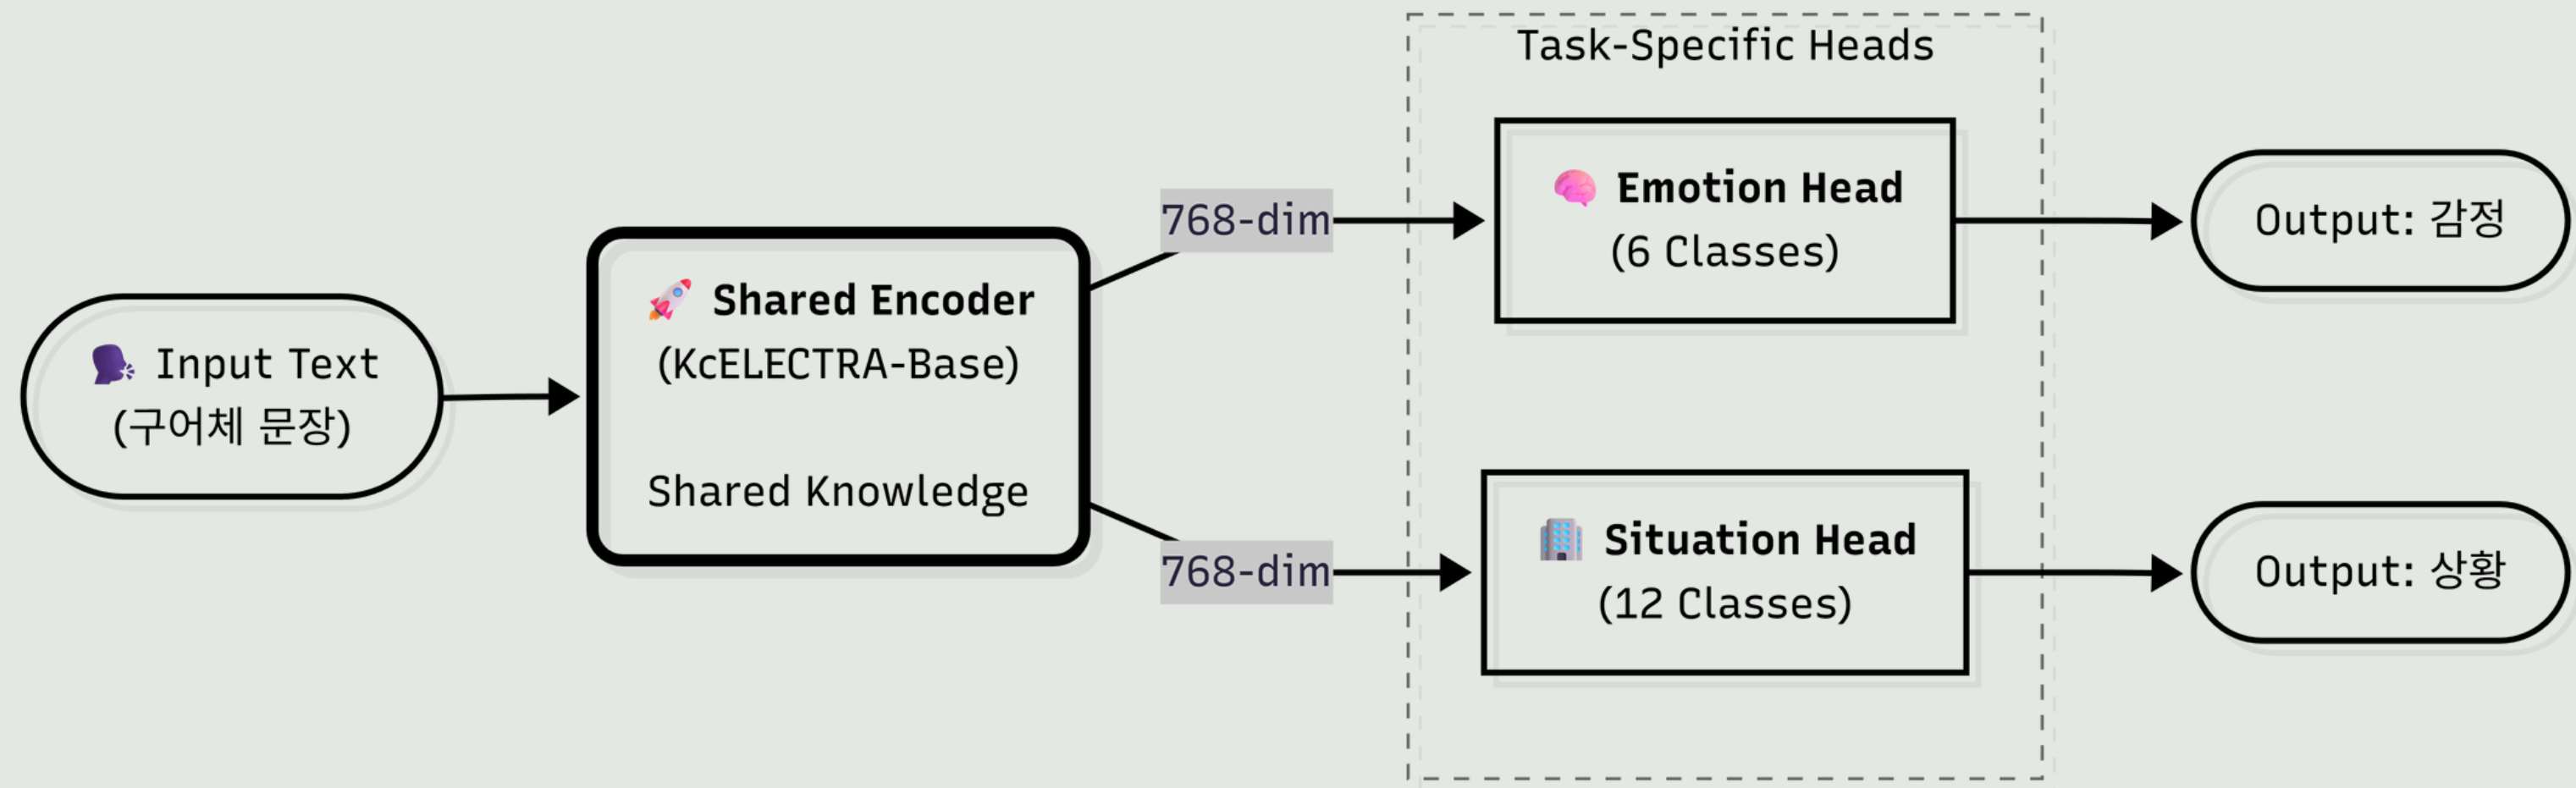 Task-Specific Heads
Input Text
(구어체 문장)
Shared Encoder
(KcELECTRA-Base)
Shared Knowledge
768-dim
Emotion Head
(6 Classes)
Output: 감정
768-dim
Situation Head
(12 Classes)
Output: 상황